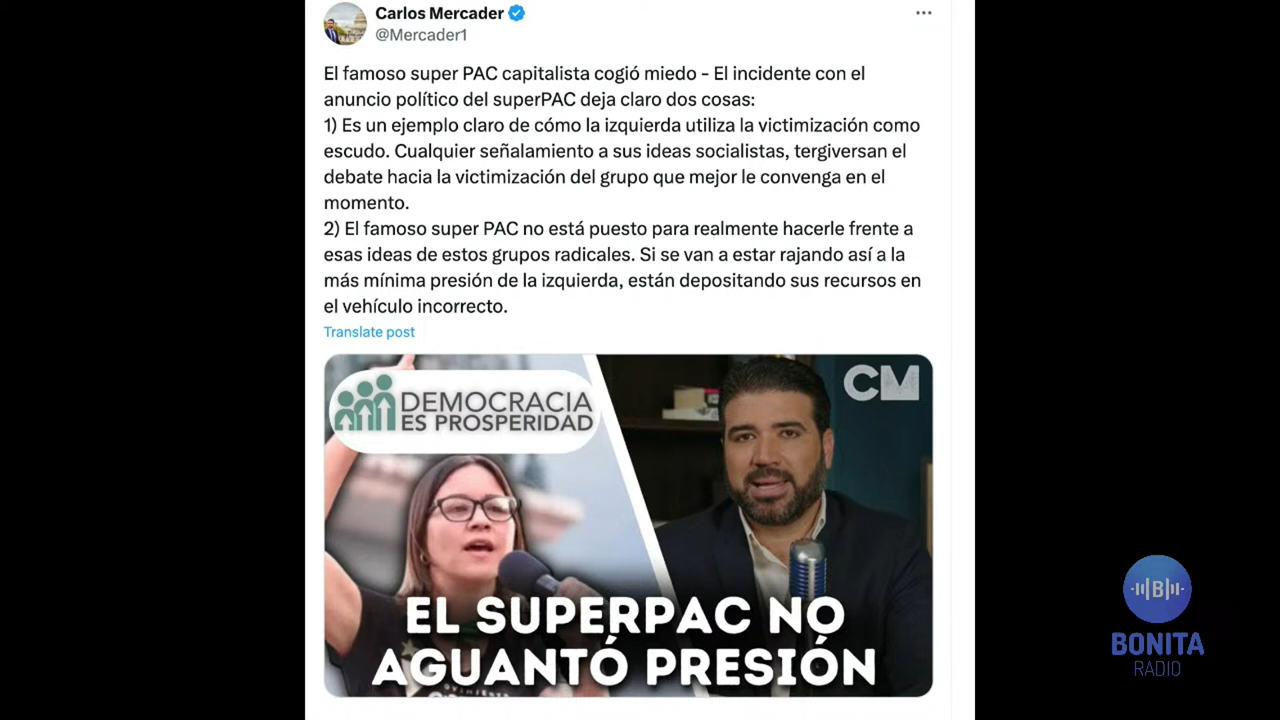 Carlos Mercader
@Mercader1
El famoso super PAC capitalista cogió miedo - El incidente con el
anuncio político del superPAC deja claro dos cosas:
1) Es un ejemplo claro de cómo la izquierda utiliza la victimización como
escudo. Cualquier señalamiento a sus ideas socialistas, tergiversan el
debate hacia la victimización del grupo que mejor le convenga en el
momento.
2) El famoso super PAC no está puesto para realmente hacerle frente a
esas ideas de estos grupos radicales. Si se van a estar rajando así a la
más mínima presión de la izquierda, están depositando sus recursos en
el vehículo incorrecto.
Translate post
DEMOCRACIA
ES PROSPERIDAD
CM
EL SUPERPAC NO
AGUANTÓ PRESIÓN
B
BONITA
RADIO